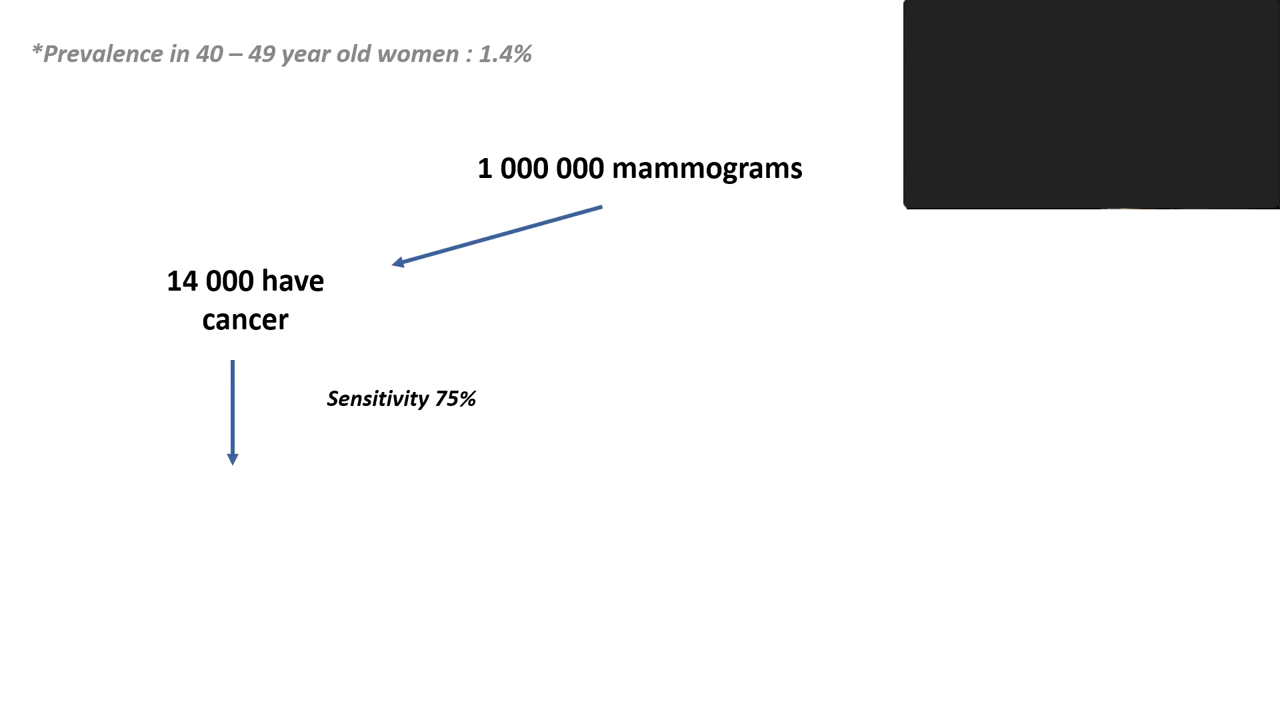 *Prevalence in 40 – 49 year old women : 1.4%
1 000 000 mammograms
14 000 have
cancer
Sensitivity 75%